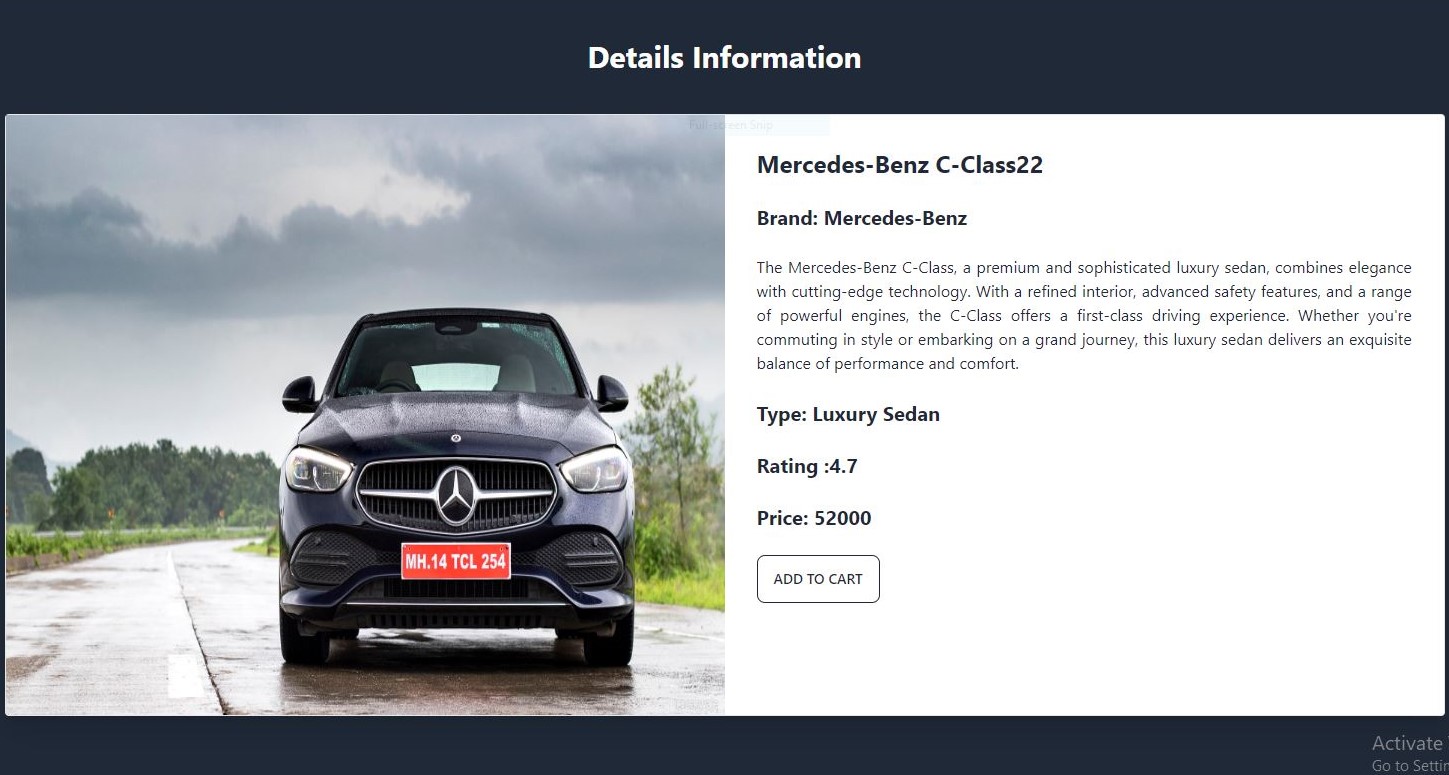 Details Information
Full-screen Snip
Mercedes-Benz C-Class22
Brand: Mercedes-Benz
The Mercedes-Benz C-Class, a premium and sophisticated luxury sedan, combines elegance
with cutting-edge technology. With a refined interior, advanced safety features, and a range
of powerful engines, the C-Class offers a first-class driving experience. Whether you're
commuting in style or embarking on a grand journey, this luxury sedan delivers an exquisite
balance of performance and comfort.
Type: Luxury Sedan
Rating :4.7
Price: 52000
MH.14 TCL 254
ADD TO CART
Activate
Go to Settin